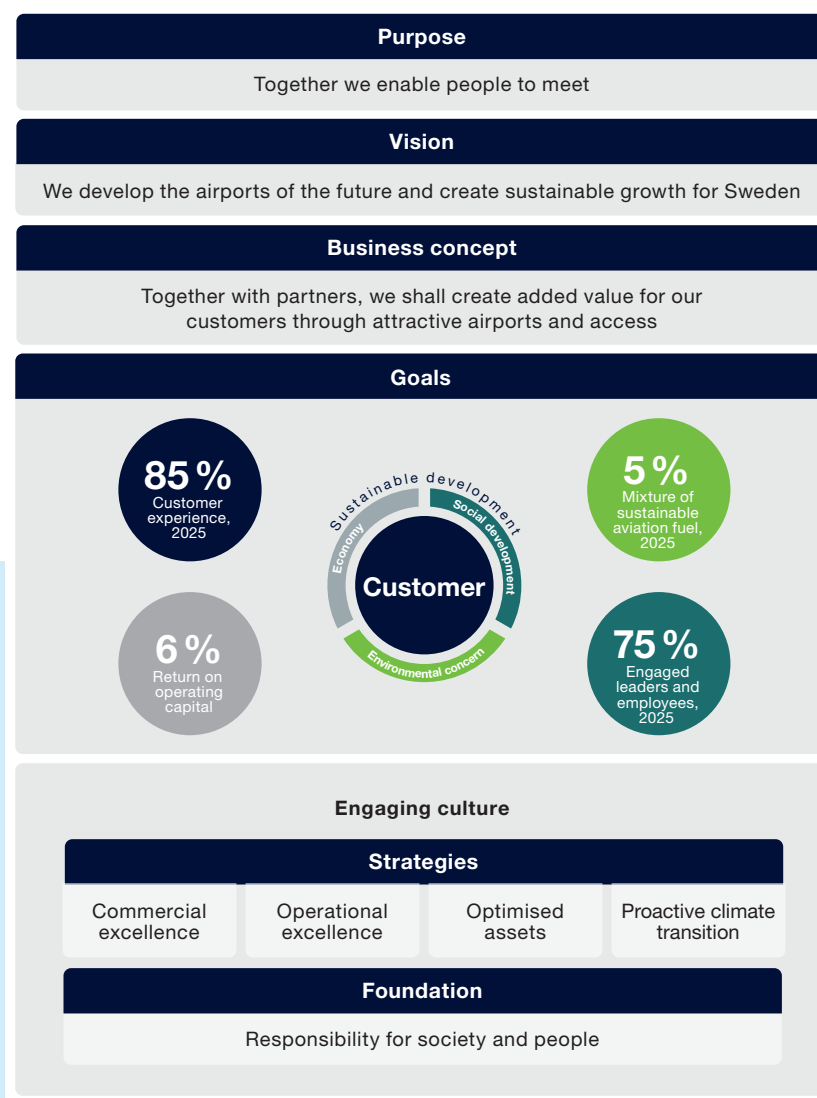 Purpose
Together we enable people to meet
Vision
We develop the airports of the future and create sustainable growth for Sweden
Business concept
Together with partners, we shall create added value for our
customers through attractive airports and access
Goals
85 %
Customer
experience,
2025
5 %
Mixture of
sustainable
aviation fuel,
2025
Sustainable development
Economy
Social development
Customer
Environmental concern
6 %
Return on
operating
capital
75 %
Engaged
leaders and
employees,
2025
Engaging culture
Strategies
Commercial
excellence
Operational
excellence
Optimised
assets
Proactive climate
transition
Foundation
Responsibility for society and people